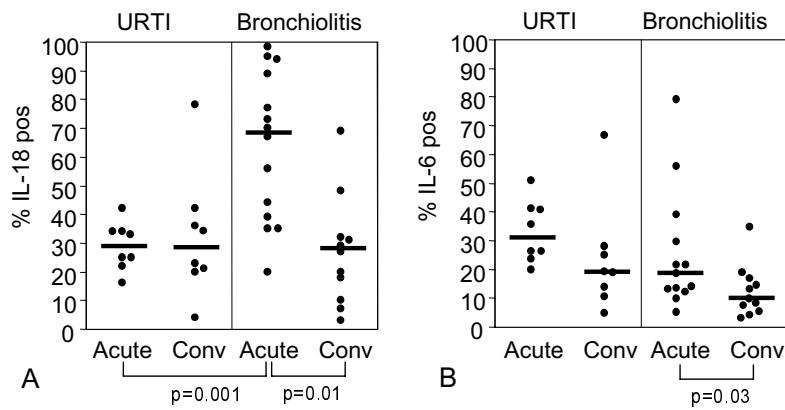 URTI Bronchiolitis
% IL-18 pos
100
90
80
70
60
50
40
30
20
10
0
Acute Conv Acute Conv
A
p=0.001 p=0.01
URTI Bronchiolitis
% IL-6 pos
100
90
80
70
60
50
40
30
20
10
0
Acute Conv Acute Conv
B
p=0.03